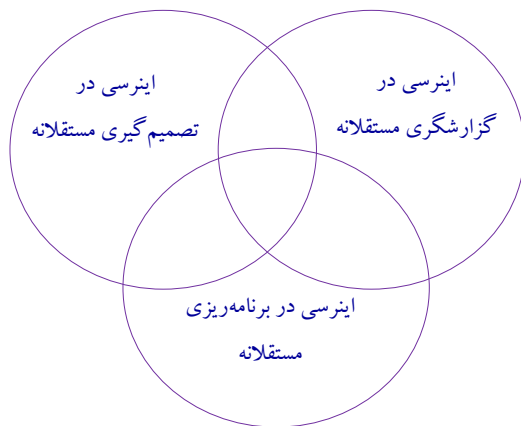 اینرسی در
گزارشگری مستقلانه
اینرسی در
تصمیم‌گیری مستقلانه
اینرسی در برنامه‌ریزی
مستقلانه